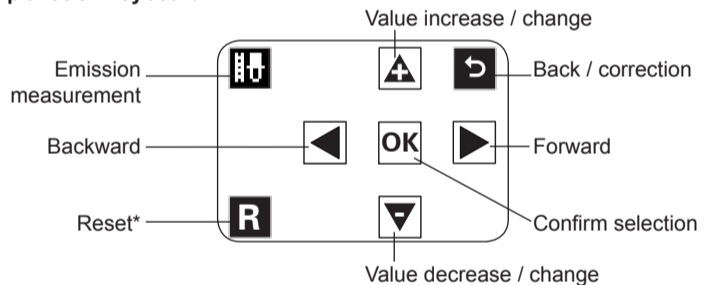 Value increase / change
Emission
measurement
Back / correction
Backward
OK
Forward
Reset*
R
Confirm selection
Value decrease / change